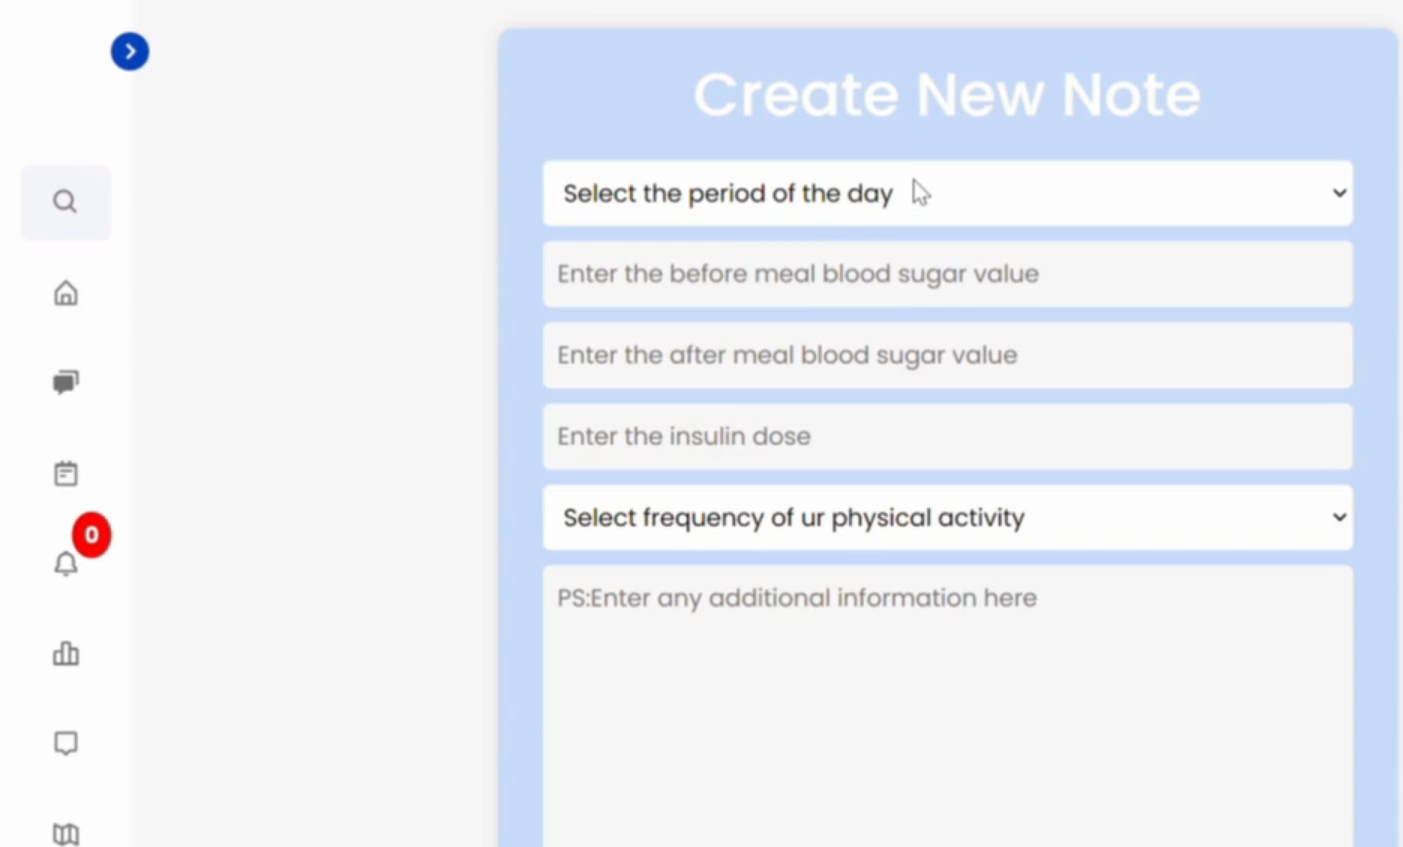 Create New Note
Select the period of the day
Enter the before meal blood sugar value
Enter the after meal blood sugar value
Enter the insulin dose
0
Select frequency of ur physical activity
PS:Enter any additional information here